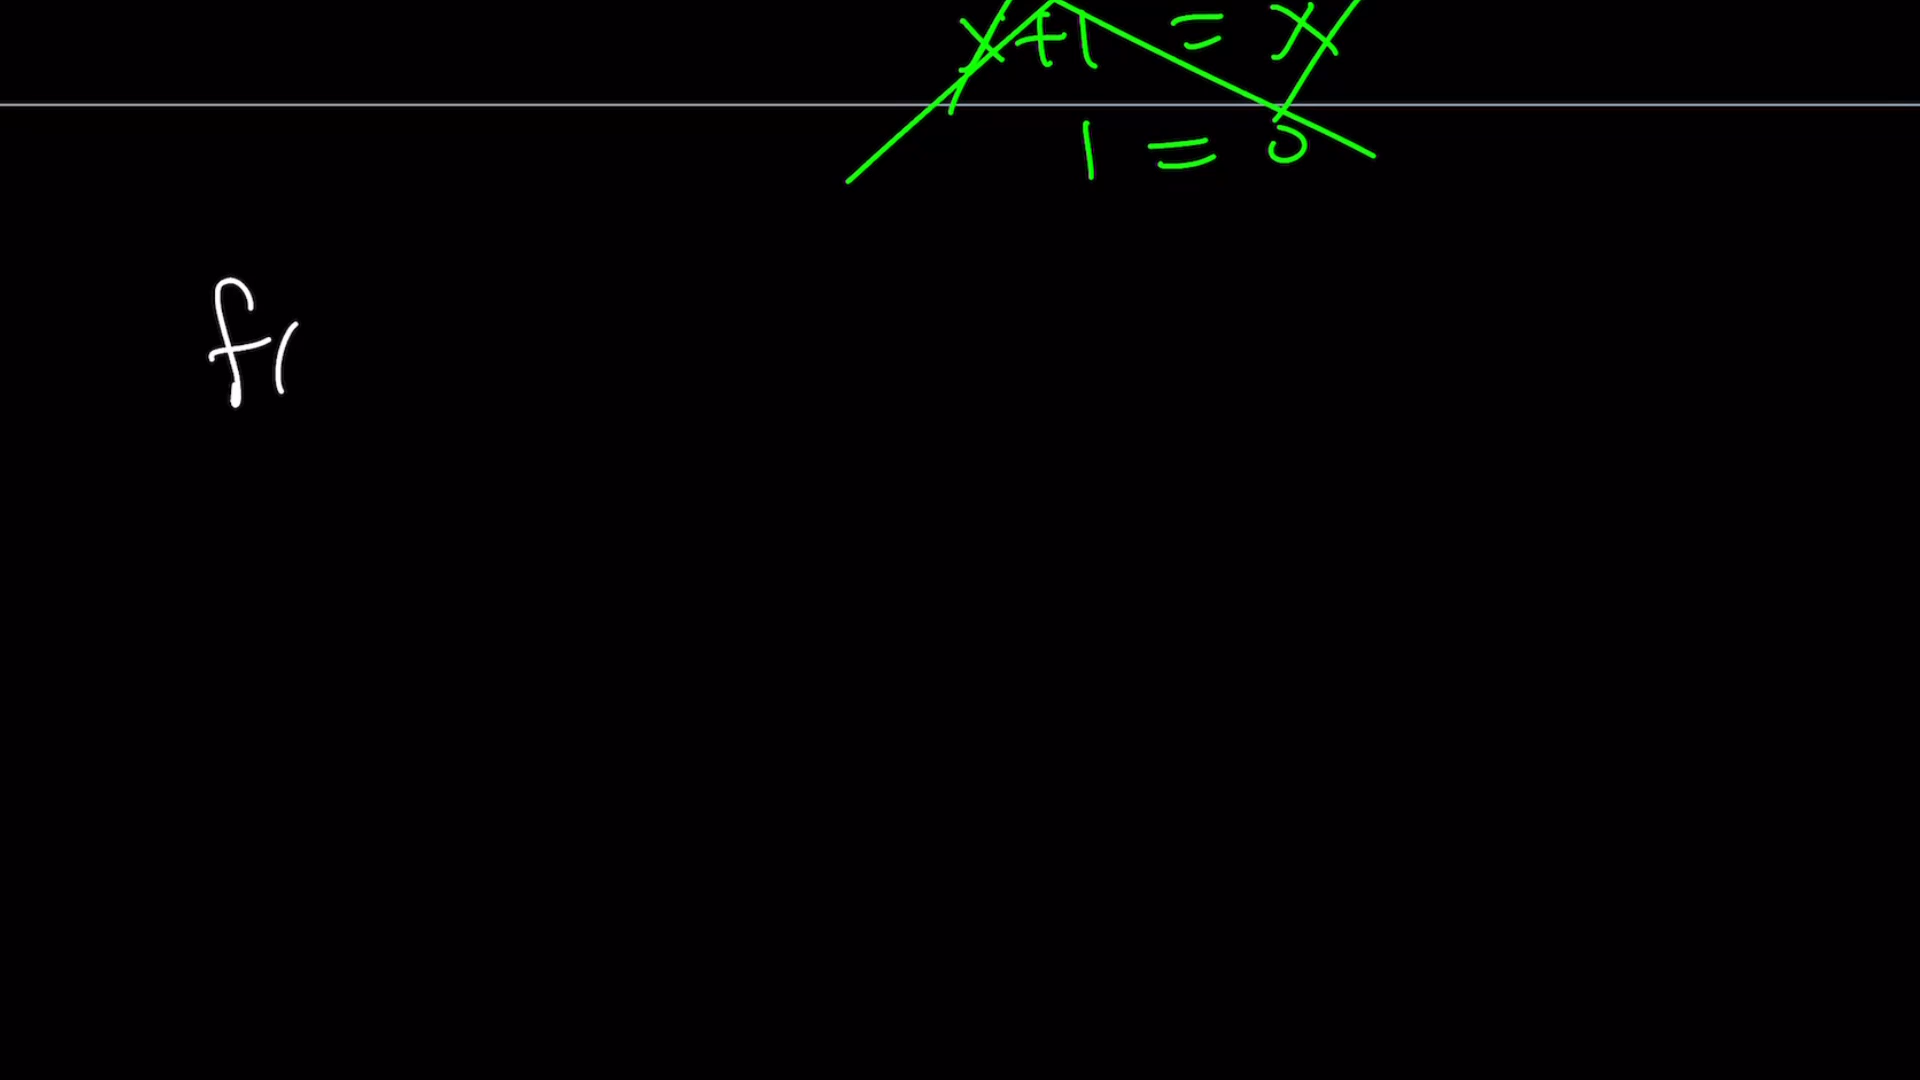 x+1 = x
1 = 0
f(